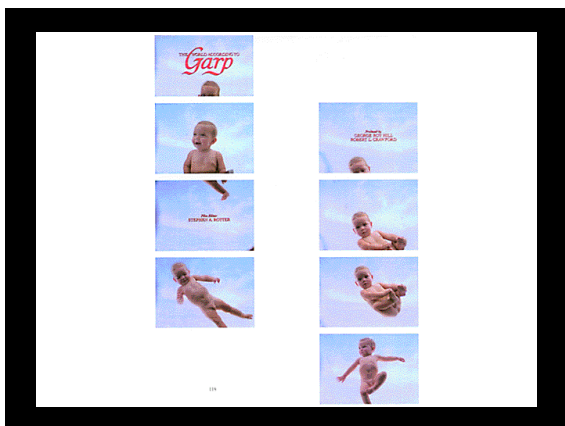 THE WORLD ACCORDING TO
Garp
Film Editor
STEPHEN A. ROTTER
Produced by
GEORGE ROY HILL
ROBERT L. CRAWFORD